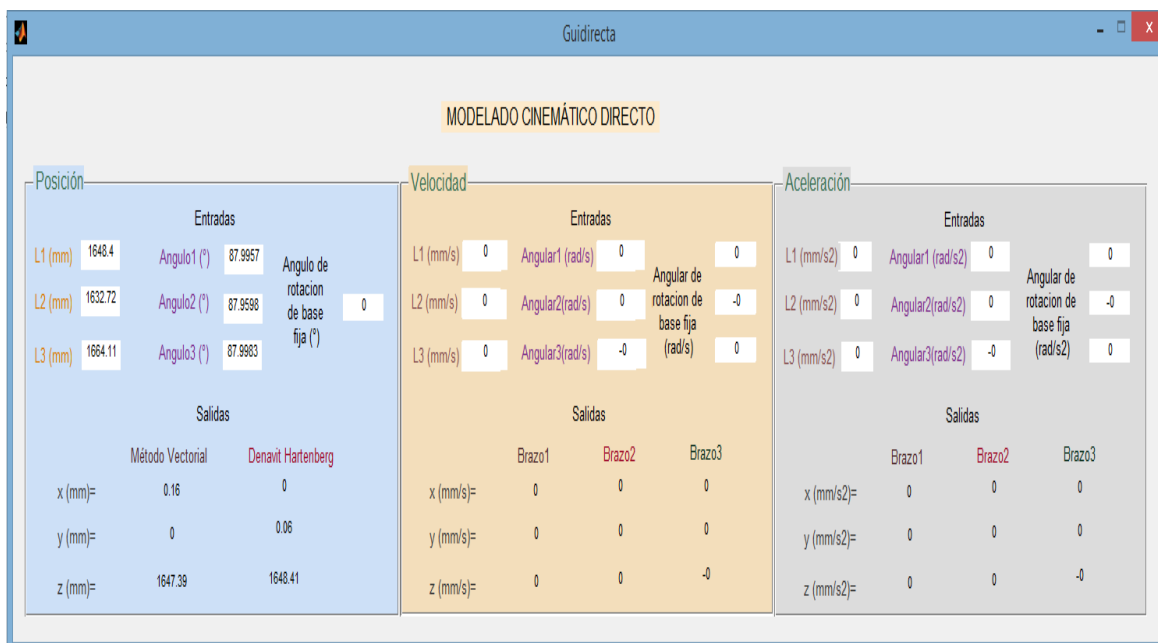 Guidirecta
MODELADO CINEMÁTICO DIRECTO
Posición
Entradas
L1 (mm) 1648.4 Angulo1 (°) 87.9957
L2 (mm) 1632.72 Angulo2 (°) 87.9598
L3 (mm) 1664.11 Angulo3 (°) 87.9983
Angulo de
rotacion
de base
fija (°)
0
Salidas
Método Vectorial Denavit Hartenberg
x (mm)= 0.16 0
y (mm)= 0 0.06
z (mm)= 1647.39 1648.41
Velocidad
Entradas
L1 (mm/s) 0 Angular1 (rad/s) 0 0
L2 (mm/s) 0 Angular2(rad/s) 0 -0
L3 (mm/s) 0 Angular3(rad/s) -0 0
Angular de
rotacion de
base fija
(rad/s)
Salidas
Brazo1 Brazo2 Brazo3
x (mm/s)= 0 0 0
y (mm/s)= 0 0 0
z (mm/s)= 0 0 -0
Aceleración
Entradas
L1 (mm/s2) 0 Angular1 (rad/s2) 0 0
L2 (mm/s2) 0 Angular2(rad/s2) 0 -0
L3 (mm/s2) 0 Angular3(rad/s2) -0 0
Angular de
rotacion de
base fija
(rad/s2)
Salidas
Brazo1 Brazo2 Brazo3
x (mm/s2)= 0 0 0
y (mm/s2)= 0 0 0
z (mm/s2)= 0 0 -0